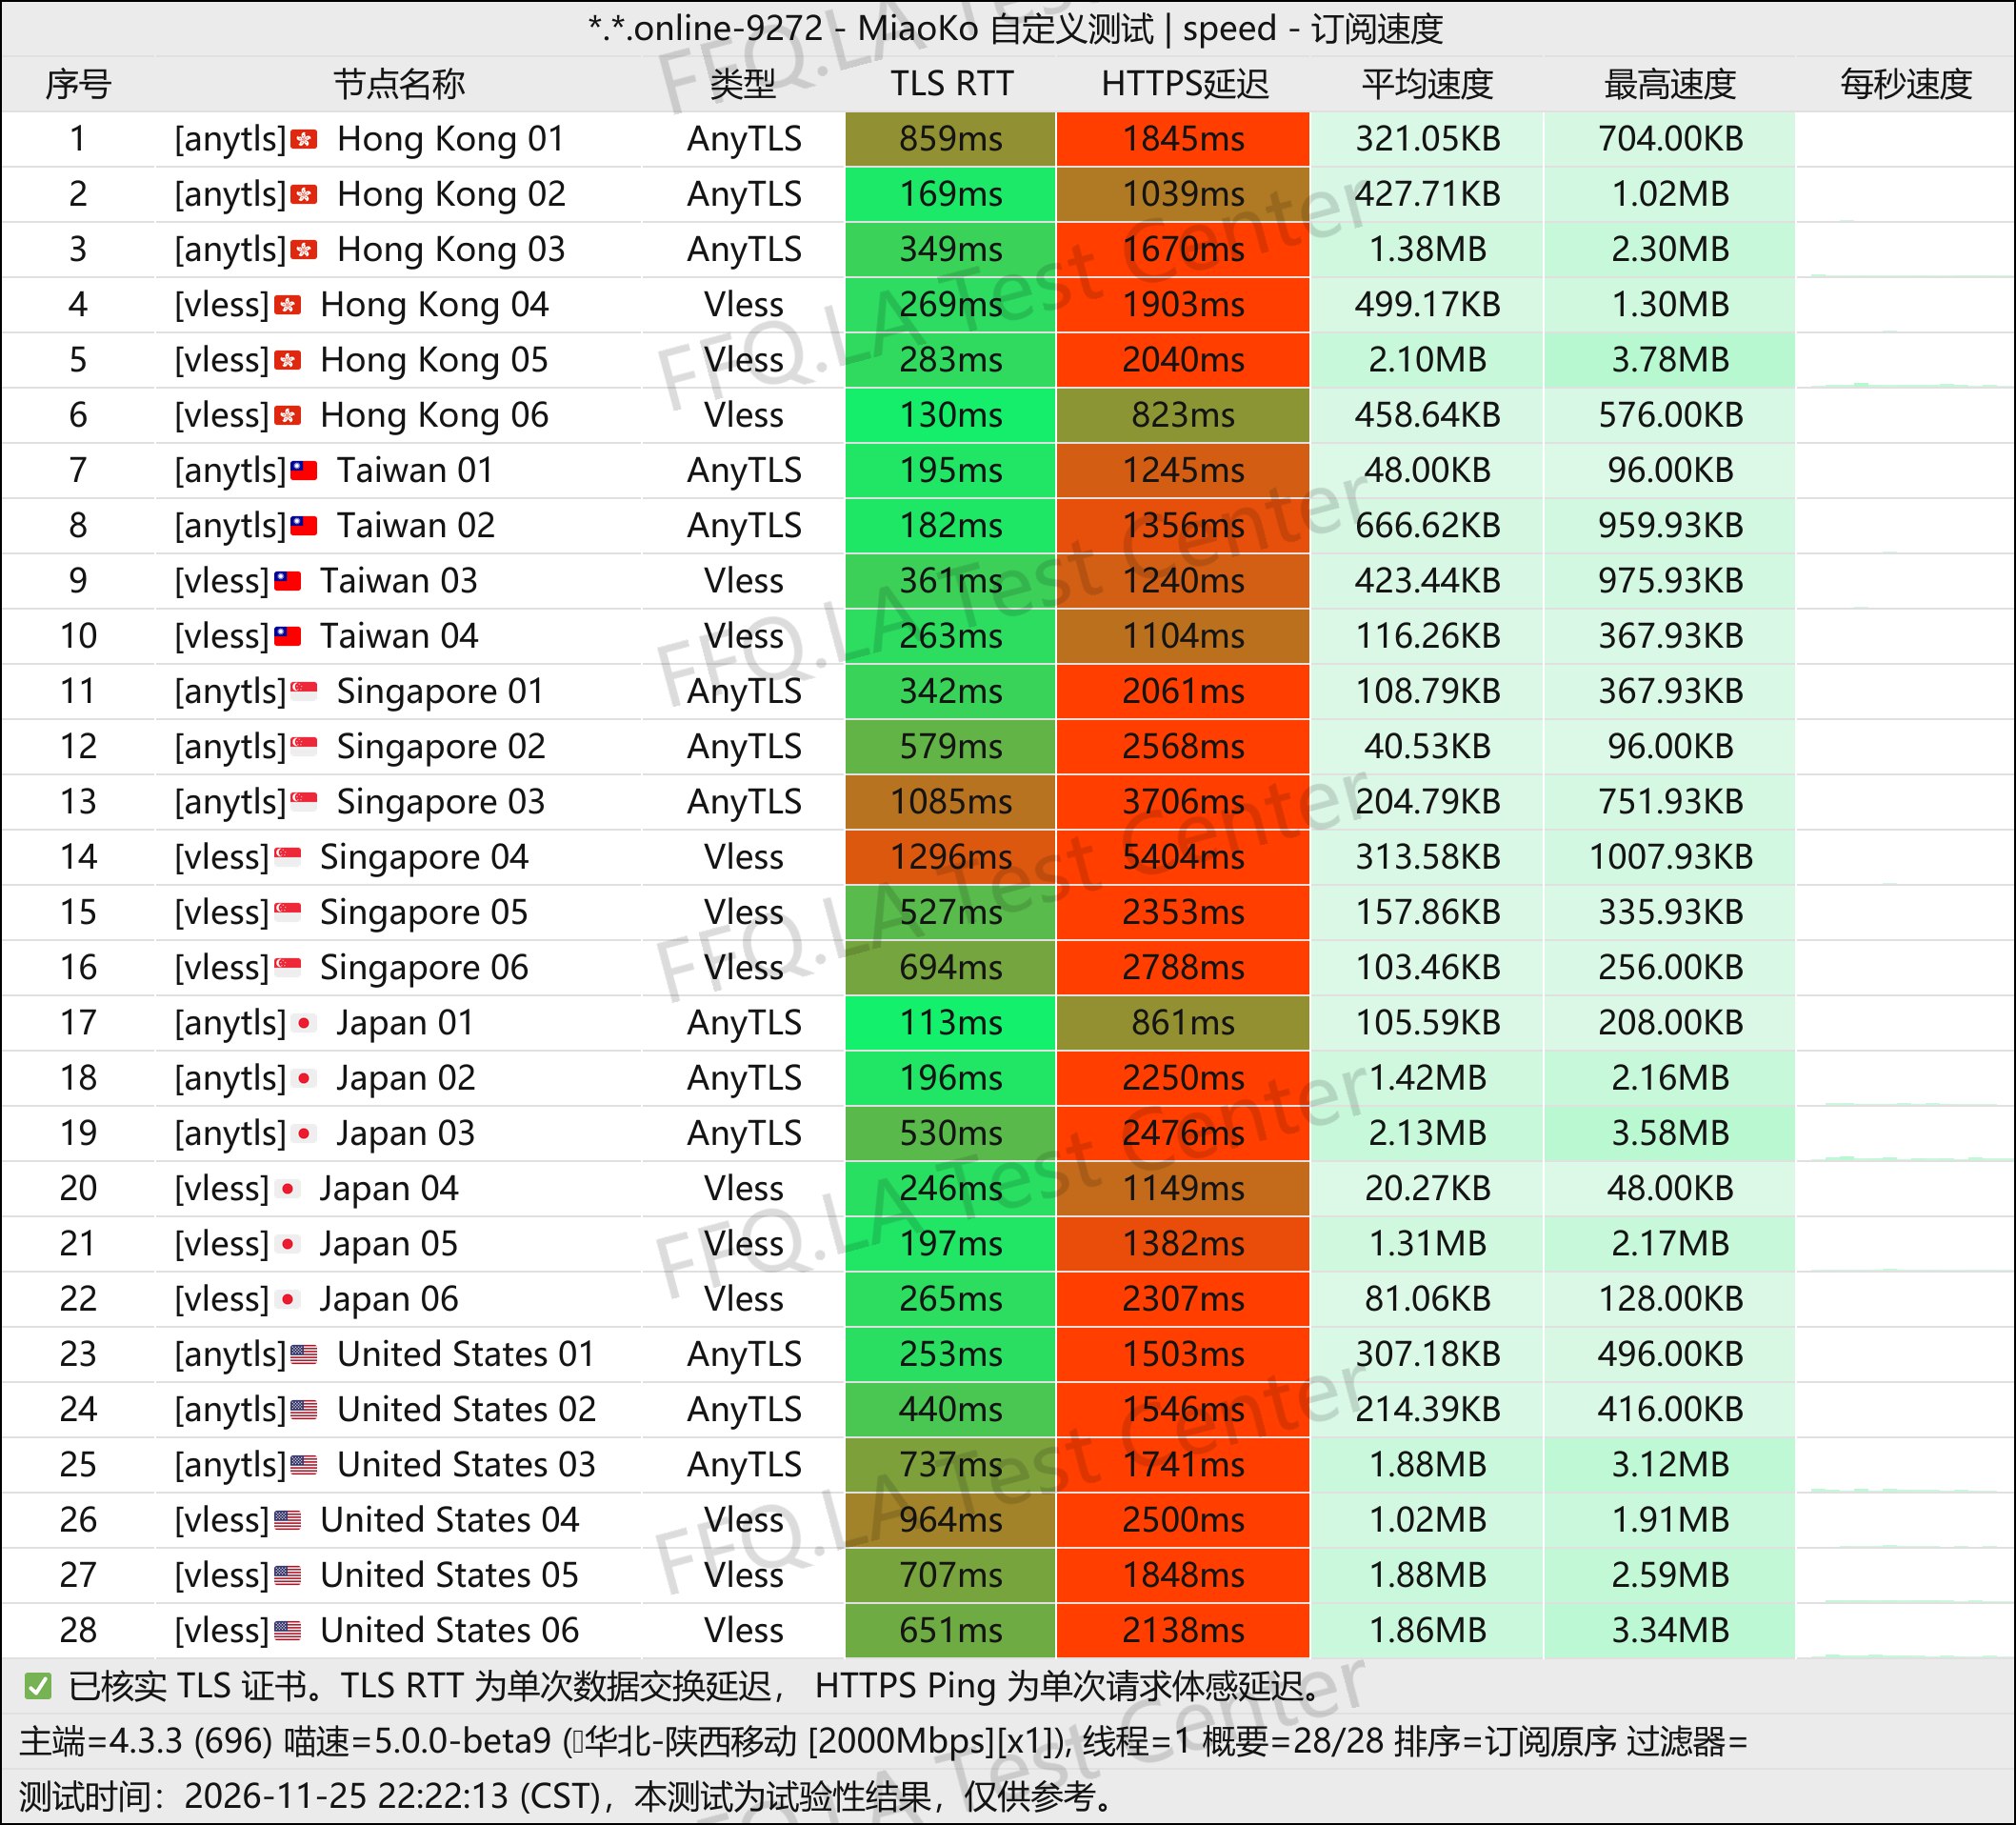 *.*.online-9272 - MiaoKo 自定义测试 | speed - 订阅速度
序号 节点名称 类型 TLS RTT HTTPS延迟 平均速度 最高速度 每秒速度
1 [anytls] Hong Kong 01 AnyTLS 859ms 1845ms 321.05KB 704.00KB
2 [anytls] Hong Kong 02 AnyTLS 169ms 1039ms 427.71KB 1.02MB
3 [anytls] Hong Kong 03 AnyTLS 349ms 1670ms 1.38MB 2.30MB
4 [vless] Hong Kong 04 Vless 269ms 1903ms 499.17KB 1.30MB
5 [vless] Hong Kong 05 Vless 283ms 2040ms 2.10MB 3.78MB
6 [vless] Hong Kong 06 Vless 130ms 823ms 458.64KB 576.00KB
7 [anytls] Taiwan 01 AnyTLS 195ms 1245ms 48.00KB 96.00KB
8 [anytls] Taiwan 02 AnyTLS 182ms 1356ms 666.62KB 959.93KB
9 [vless] Taiwan 03 Vless 361ms 1240ms 423.44KB 975.93KB
10 [vless] Taiwan 04 Vless 263ms 1104ms 116.26KB 367.93KB
11 [anytls] Singapore 01 AnyTLS 342ms 2061ms 108.79KB 367.93KB
12 [anytls] Singapore 02 AnyTLS 579ms 2568ms 40.53KB 96.00KB
13 [anytls] Singapore 03 AnyTLS 1085ms 3706ms 204.79KB 751.93KB
14 [vless] Singapore 04 Vless 1296ms 5404ms 313.58KB 1007.93KB
15 [vless] Singapore 05 Vless 527ms 2353ms 157.86KB 335.93KB
16 [vless] Singapore 06 Vless 694ms 2788ms 103.46KB 256.00KB
17 [anytls] Japan 01 AnyTLS 113ms 861ms 105.59KB 208.00KB
18 [anytls] Japan 02 AnyTLS 196ms 2250ms 1.42MB 2.16MB
19 [anytls] Japan 03 AnyTLS 530ms 2476ms 2.13MB 3.58MB
20 [vless] Japan 04 Vless 246ms 1149ms 20.27KB 48.00KB
21 [vless] Japan 05 Vless 197ms 1382ms 1.31MB 2.17MB
22 [vless] Japan 06 Vless 265ms 2307ms 81.06KB 128.00KB
23 [anytls] United States 01 AnyTLS 253ms 1503ms 307.18KB 496.00KB
24 [anytls] United States 02 AnyTLS 440ms 1546ms 214.39KB 416.00KB
25 [anytls] United States 03 AnyTLS 737ms 1741ms 1.88MB 3.12MB
26 [vless] United States 04 Vless 964ms 2500ms 1.02MB 1.91MB
27 [vless] United States 05 Vless 707ms 1848ms 1.88MB 2.59MB
28 [vless] United States 06 Vless 651ms 2138ms 1.86MB 3.34MB
✅ 已核实 TLS 证书。TLS RTT 为单次数据交换延迟， HTTPS Ping 为单次请求体感延迟。
主端=4.3.3 (696) 喵速=5.0.0-beta9 (华北-陕西移动 [2000Mbps][x1]), 线程=1 概要=28/28 排序=订阅原序 过滤器=
测试时间：2026-11-25 22:22:13 (CST)，本测试为试验性结果，仅供参考。
FFQ.LA Test Center
FFQ.LA Test Center
FFQ.LA Test Center
FFQ.LA Test Center
FFQ.LA Test Center
FFQ.LA Test Center